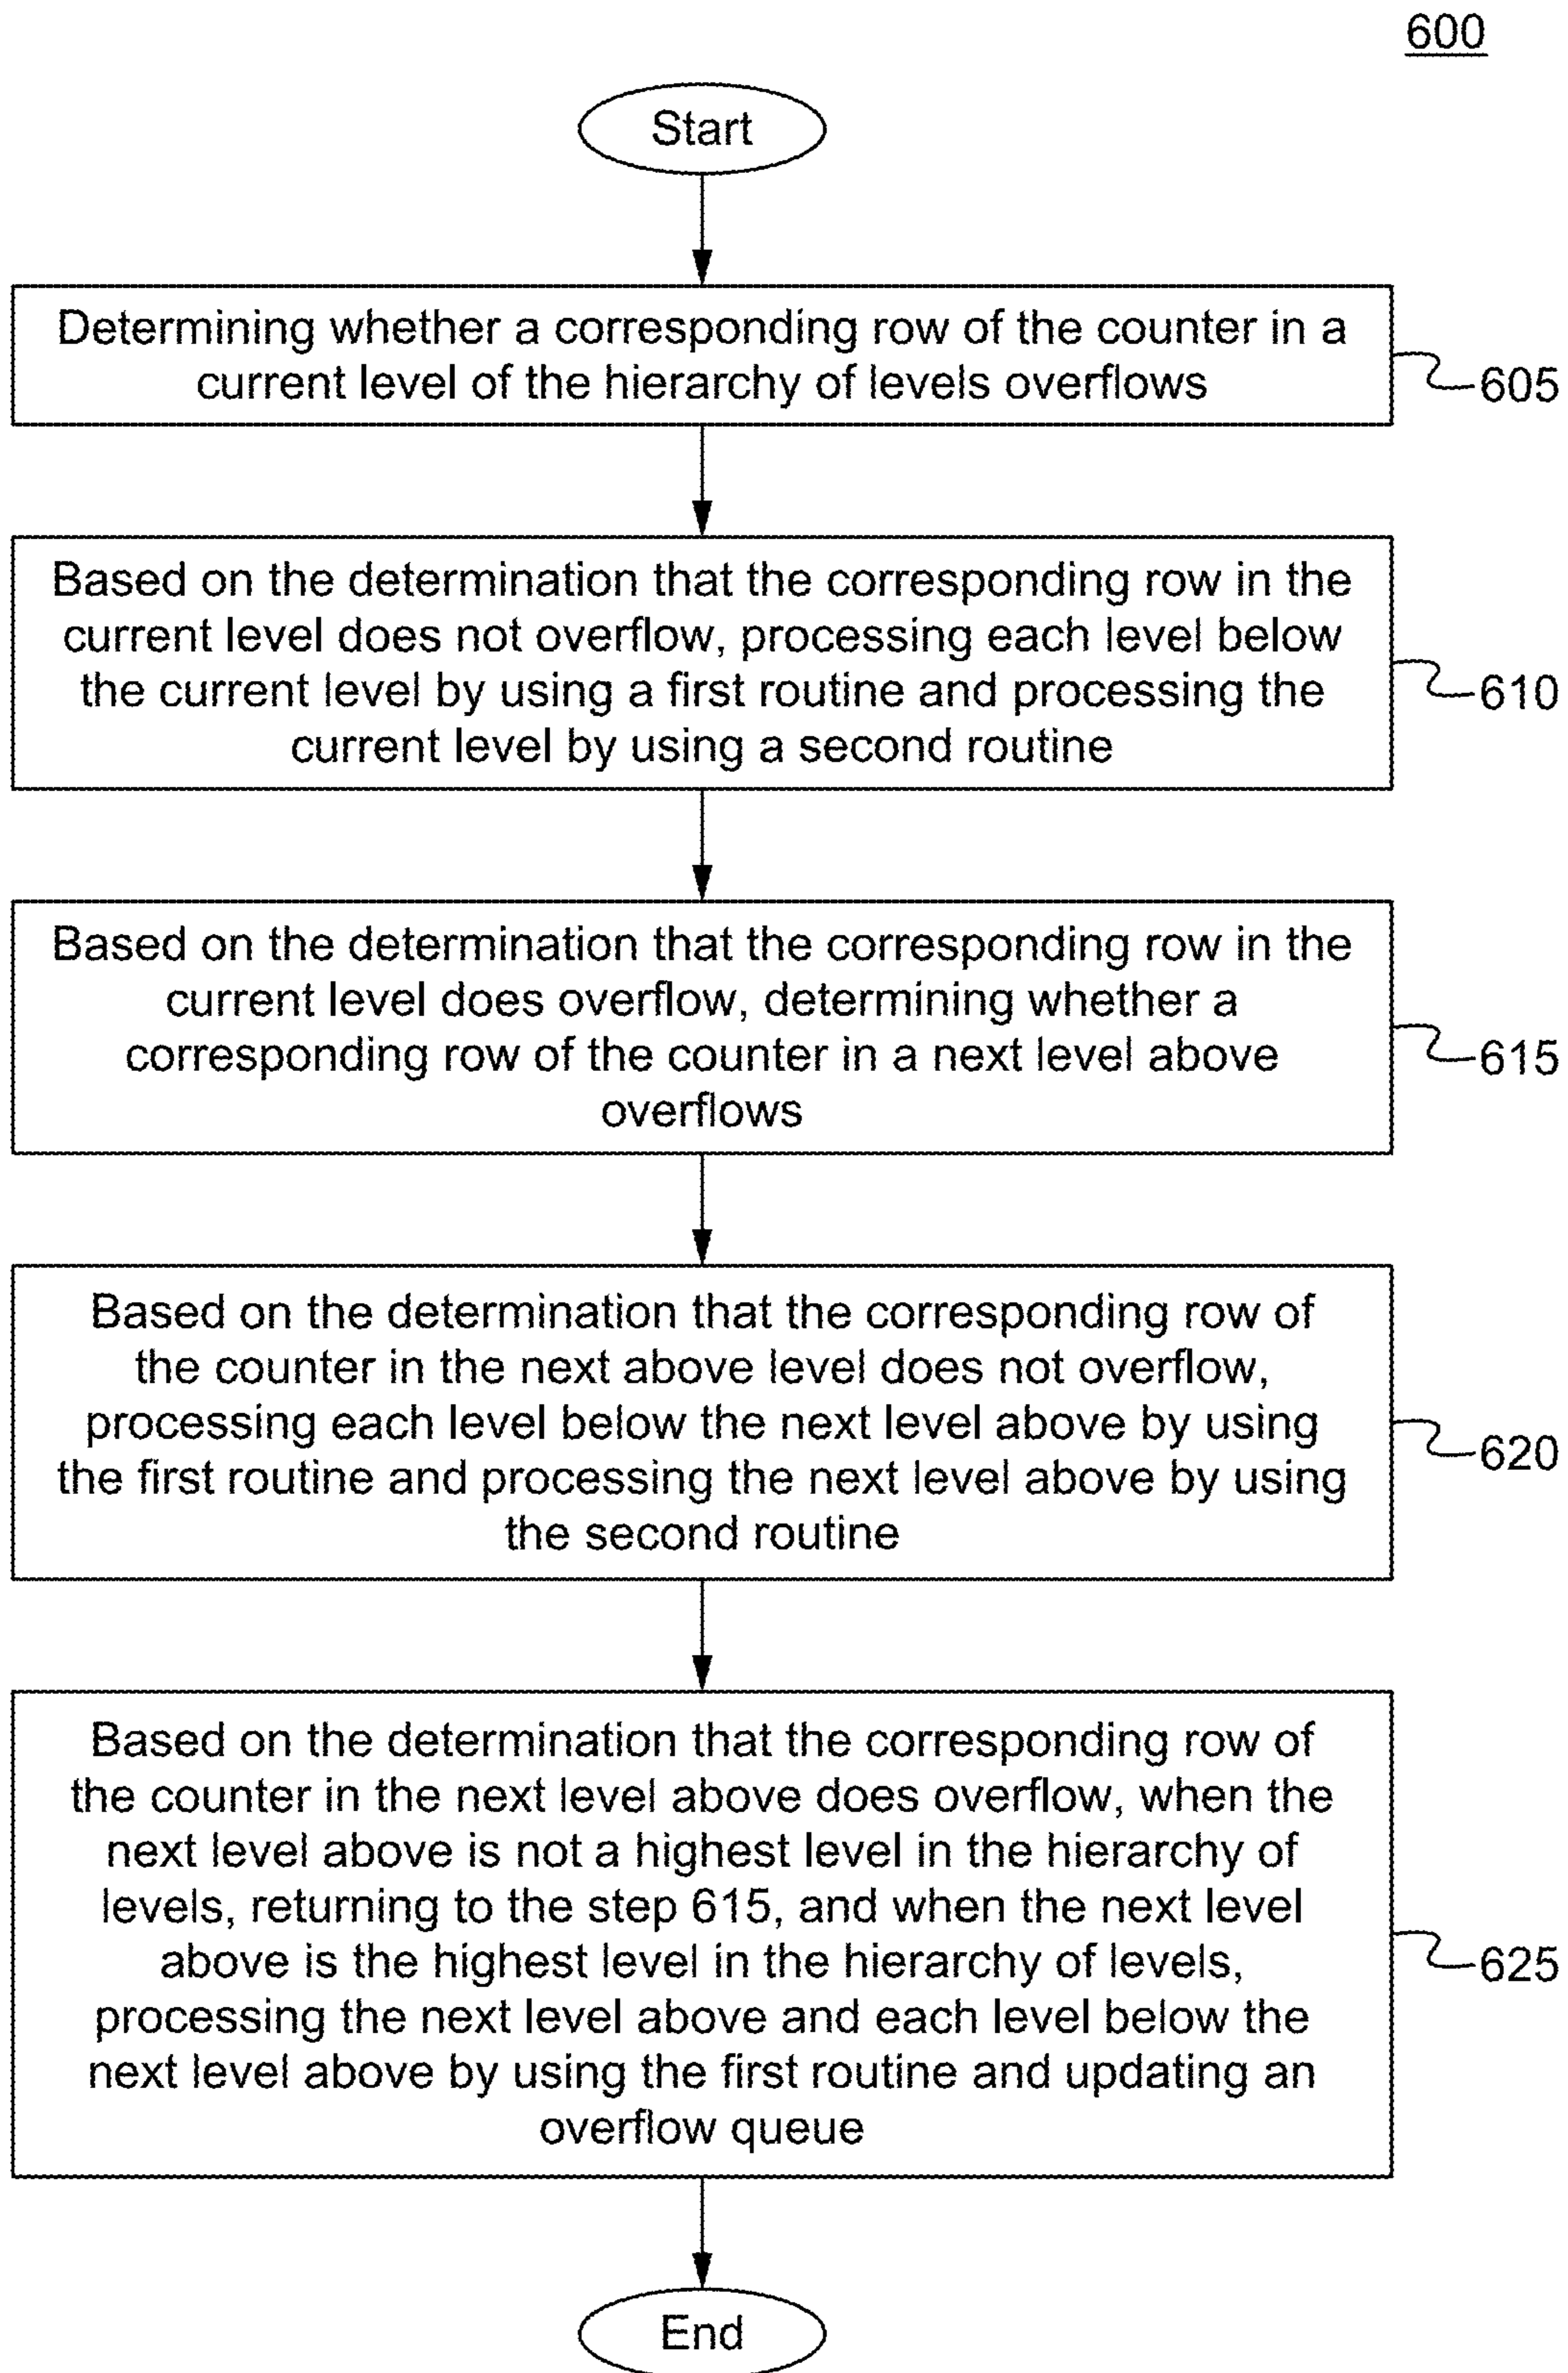 600
Start
Determining whether a corresponding row of the counter in a
current level of the hierarchy of levels overflows
605
Based on the determination that the corresponding row in the
current level does not overflow, processing each level below
the current level by using a first routine and processing the
current level by using a second routine
610
Based on the determination that the corresponding row in the
current level does overflow, determining whether a
corresponding row of the counter in a next level above
overflows
615
Based on the determination that the corresponding row of
the counter in the next above level does not overflow,
processing each level below the next level above by using
the first routine and processing the next level above by using
the second routine
620
Based on the determination that the corresponding row of
the counter in the next level above does overflow, when the
next level above is not a highest level in the hierarchy of
levels, returning to the step 615, and when the next level
above is the highest level in the hierarchy of levels,
processing the next level above and each level below the
next level above by using the first routine and updating an
overflow queue
625
End